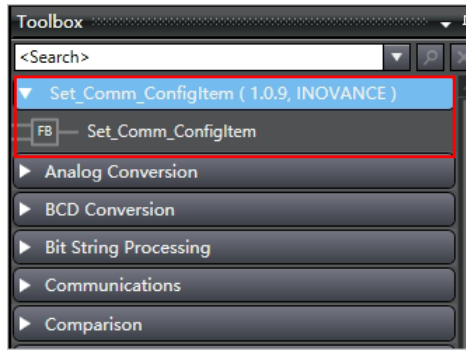 Toolbox
<Search>
Set_Comm_ConfigItem ( 1.0.9, INOVANCE )
FB Set_Comm_ConfigItem
Analog Conversion
BCD Conversion
Bit String Processing
Communications
Comparison